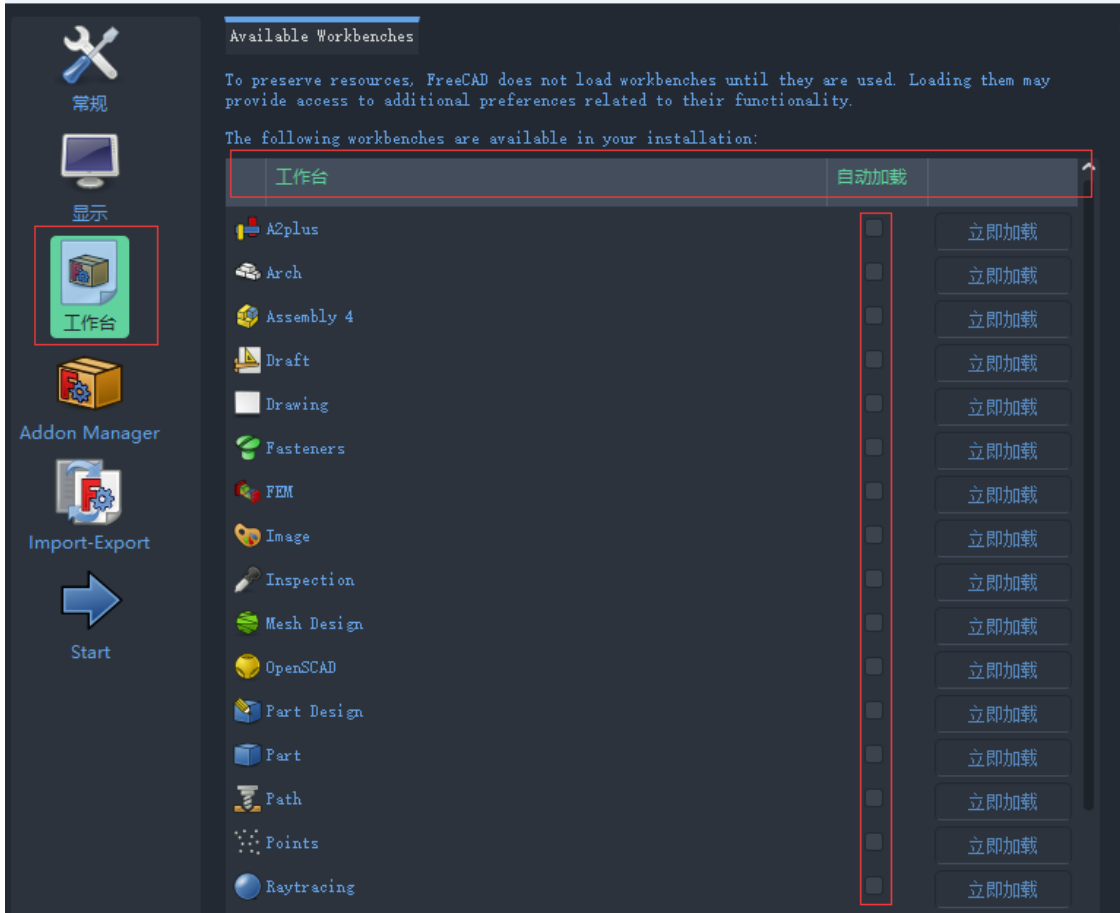 常规
显示
工作台
Addon Manager
Import-Export
Start
Available Workbenches
To preserve resources, FreeCAD does not load workbenches until they are used. Loading them may
provide access to additional preferences related to their functionality.
The following workbenches are available in your installation:
工作台 自动加载
A2plus 立即加载
Arch 立即加载
Assembly 4 立即加载
Draft 立即加载
Drawing 立即加载
Fasteners 立即加载
FEM 立即加载
Image 立即加载
Inspection 立即加载
Mesh Design 立即加载
OpenSCAD 立即加载
Part Design 立即加载
Part 立即加载
Path 立即加载
Points 立即加载
Raytracing 立即加载